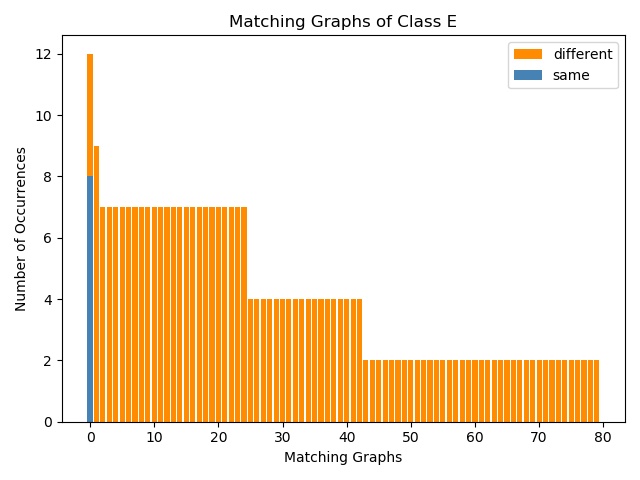 Matching Graphs of Class E
different
same
Number of Occurrences
12
10
8
6
4
2
0
0 10 20 30 40 50 60 70 80
Matching Graphs